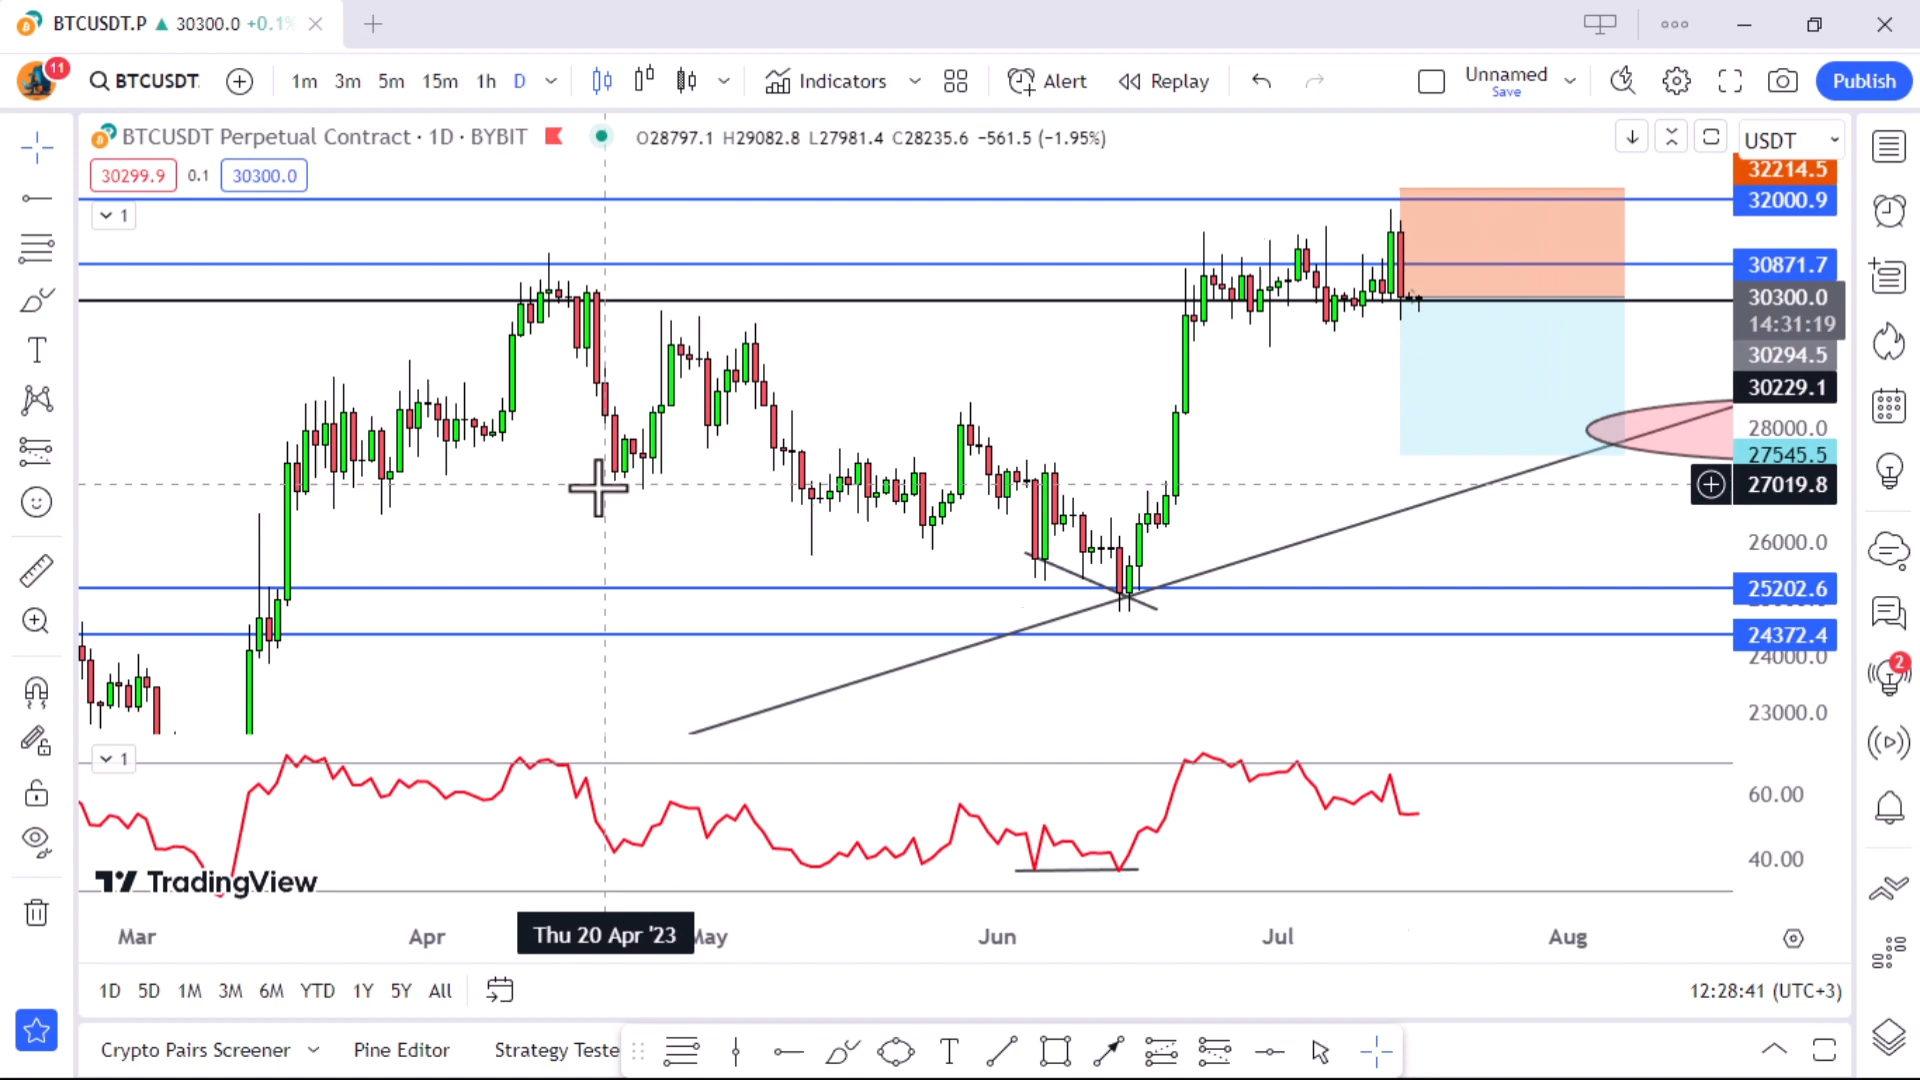 BTCUSDT.P ▲ 30300.0 +0.1%
11
BTCUSDT.
1m 3m 5m 15m 1h D
Indicators
Alert
Replay
Unnamed
Save
Publish
BTCUSDT Perpetual Contract · 1D · BYBIT
O28797.1 H29082.8 L27981.4 C28235.6 −561.5 (−1.95%)
USDT
30299.9 0.1 30300.0
1
32214.5
32000.9
30871.7
30300.0
14:31:19
30294.5
30229.1
28000.0
27545.5
27019.8
26000.0
25202.6
24372.4
24000.0
23000.0
2
1
60.00
40.00
TradingView
Mar Apr Thu 20 Apr '23 May Jun Jul Aug
1D 5D 1M 3M 6M YTD 1Y 5Y All
12:28:41 (UTC+3)
Crypto Pairs Screener Pine Editor Strategy Teste